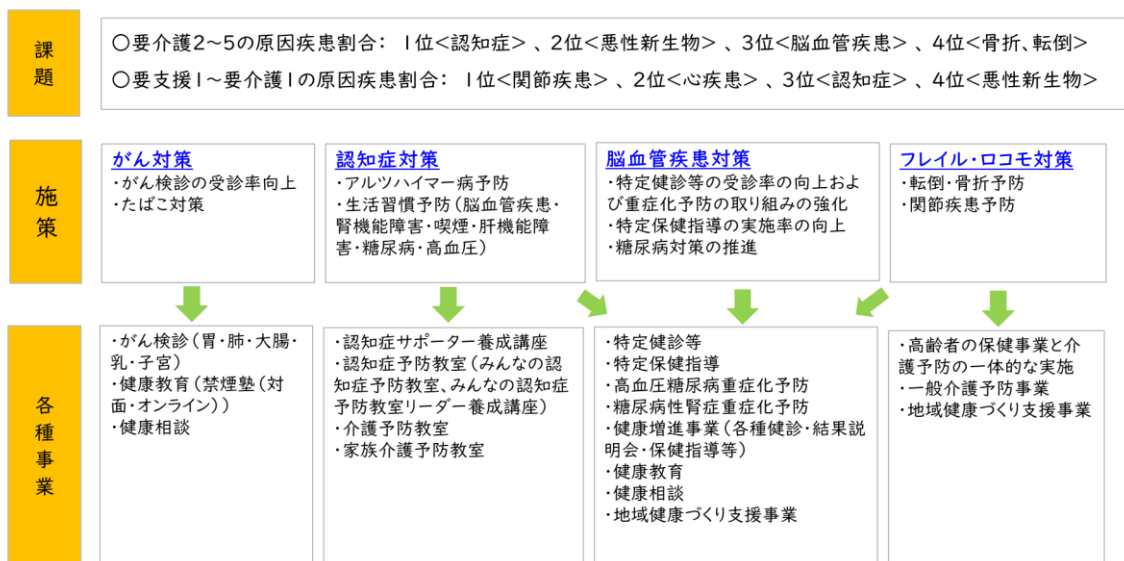 課題
○要介護2~5の原因疾患割合: 1位<認知症>、2位<悪性新生物>、3位<脳血管疾患>、4位<骨折、転倒>
○要支援1~要介護1の原因疾患割合: 1位<関節疾患>、2位<心疾患>、3位<認知症>、4位<悪性新生物>
施策
がん対策
・がん検診の受診率向上
・たばこ対策
認知症対策
・アルツハイマー病予防
・生活習慣予防(脳血管疾患・
腎機能障害・喫煙・肝機能障
害・糖尿病・高血圧)
脳血管疾患対策
・特定健診等の受診率の向上およ
び重症化予防の取り組みの強化
・特定保健指導の実施率の向上
・糖尿病対策の推進
フレイル・ロコモ対策
・転倒・骨折予防
・関節疾患予防
各種事業
・がん検診(胃・肺・大腸・
乳・子宮)
・健康教育(禁煙塾(対
面・オンライン))
・健康相談
・認知症サポーター養成講座
・認知症予防教室(みんなの認
知症予防教室、みんなの認知症
予防教室リーダー養成講座)
・介護予防教室
・家族介護予防教室
・特定健診等
・特定保健指導
・高血圧糖尿病重症化予防
・糖尿病性腎症重症化予防
・健康増進事業(各種健診・結果説
明会・保健指導等)
・健康教育
・健康相談
・地域健康づくり支援事業
・高齢者の保健事業と介
護予防の一体的な実施
・一般介護予防事業
・地域健康づくり支援事業